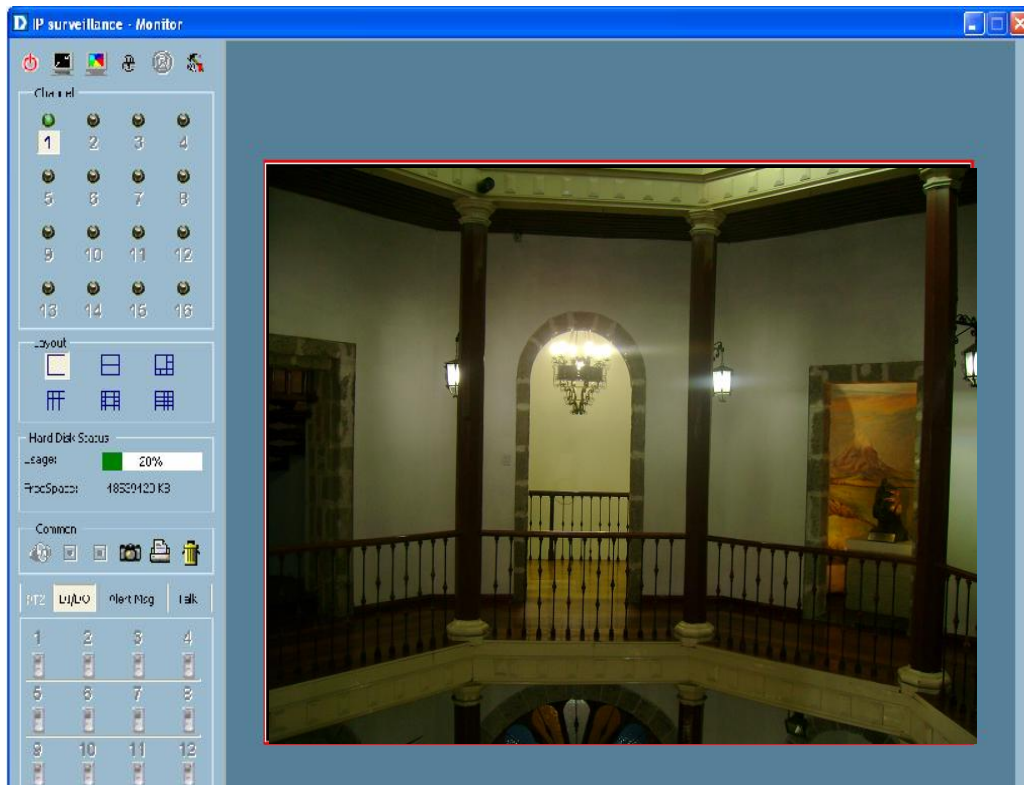 D IP surveillance - Monitor
Channel
1 2 3 4
5 6 7 8
9 10 11 12
13 14 15 16
Layout
Hard Disk Status
Usage: 20%
FreeSpace: KB
Common
PTZ DI/DO Alert Msg Talk
1 2 3 4
5 6 7 8
9 10 11 12